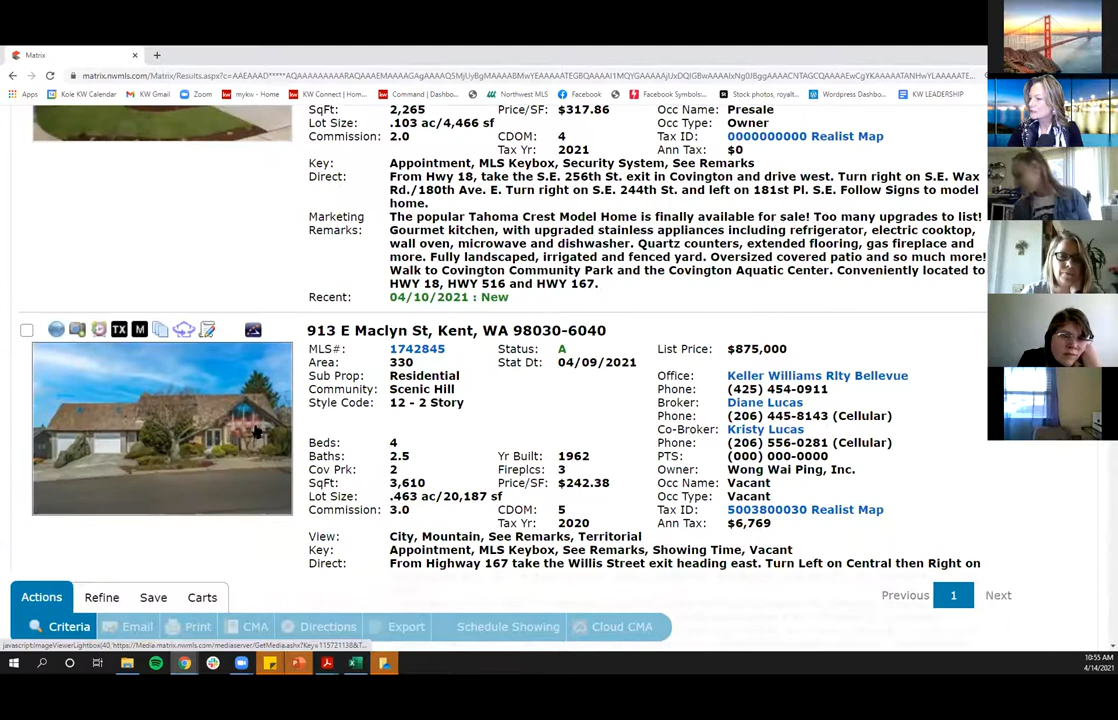 Matrix
matrix.nwmls.com/Matrix/Results.aspx?c=
Kole KW Calendar KW Gmail Zoom mykw - Home KW Connect | Home... Command | Dashbo... Northwest MLS Facebook Facebook Symbols:... Stock photos, royalt... Wordpress Dashbo... KW LEADERSHIP
SqFt: 2,265 Price/SF: $317.86 Occ Name: Presale
Lot Size: .103 ac/4,466 sf Occ Type: Owner
Commission: 2.0 CDOM: 4 Tax ID: 0000000000 Realist Map
Tax Yr: 2021 Ann Tax: $0
Key: Appointment, MLS Keybox, Security System, See Remarks
Direct: From Hwy 18, take the S.E. 256th St. exit in Covington and drive west. Turn right on S.E. Wax
Rd./180th Ave. E. Turn right on S.E. 244th St. and left on 181st Pl. S.E. Follow Signs to model
home.
Marketing The popular Tahoma Crest Model Home is finally available for sale! Too many upgrades to list!
Remarks: Gourmet kitchen, with upgraded stainless appliances including refrigerator, electric cooktop,
wall oven, microwave and dishwasher. Quartz counters, extended flooring, gas fireplace and
more. Fully landscaped, irrigated and fenced yard. Oversized covered patio and so much more!
Walk to Covington Community Park and the Covington Aquatic Center. Conveniently located to
HWY 18, HWY 516 and HWY 167.
Recent: 04/10/2021 : New
TX M 913 E Maclyn St, Kent, WA 98030-6040
MLS#: 1742845 Status: A List Price: $875,000
Area: 330 Stat Dt: 04/09/2021
Sub Prop: Residential Office: Keller Williams Rlty Bellevue
Community: Scenic Hill Phone: (425) 454-0911
Style Code: 12 - 2 Story Broker: Diane Lucas
Phone: (206) 445-8143 (Cellular)
Co-Broker: Kristy Lucas
Beds: 4 Phone: (206) 556-0281 (Cellular)
Baths: 2.5 Yr Built: 1962 PTS: (000) 000-0000
Cov Prk: 2 Fireplcs: 3 Owner: Wong Wai Ping, Inc.
SqFt: 3,610 Price/SF: $242.38 Occ Name: Vacant
Lot Size: .463 ac/20,187 sf Occ Type: Vacant
Commission: 3.0 CDOM: 5 Tax ID: 5003800030 Realist Map
Tax Yr: 2020 Ann Tax: $6,769
View: City, Mountain, See Remarks, Territorial
Key: Appointment, MLS Keybox, See Remarks, Showing Time, Vacant
Direct: From Highway 167 take the Willis Street exit heading east. Turn Left on Central then Right on
Actions Refine Save Carts Previous 1 Next
Criteria Email Print CMA Directions Export Schedule Showing Cloud CMA
10:55 AM
4/14/2021